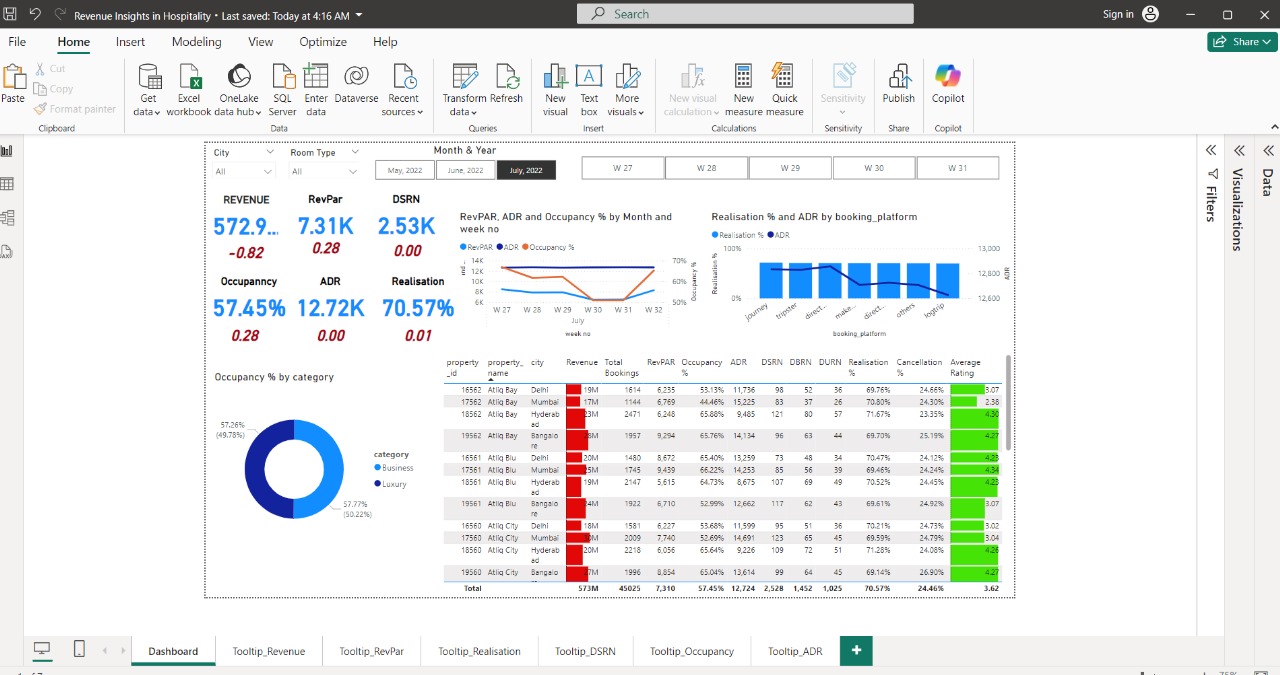 Revenue Insights in Hospitality • Last saved: Today at 4:16 AM
Search
Sign in
File Home Insert Modeling View Optimize Help
Share
Paste
Cut
Copy
Format painter
Clipboard
Get data
Excel workbook
OneLake data hub
SQL Server
Enter data
Dataverse
Recent sources
Data
Transform data
Refresh
Queries
New visual
Text box
More visuals
Insert
New visual calculation
New measure
Quick measure
Calculations
Sensitivity
Sensitivity
Publish
Share
Copilot
Copilot
Filters
Visualizations
Data
City
All
Room Type
All
Month & Year
May, 2022 June, 2022 July, 2022
W 27 W 28 W 29 W 30 W 31
REVENUE RevPar DSRN
572.9... 7.31K 2.53K
-0.82 0.28 0.00
Occupancy ADR Realisation
57.45% 12.72K 70.57%
0.28 0.00 0.01
RevPAR, ADR and Occupancy % by Month and
week no
RevPAR ADR Occupancy %
14K
12K
10K
8K
6K
70%
60%
50%
Occupancy %
W 27 W 28 W 29 W 30 W 31 W 32
July
week no
Realisation % and ADR by booking_platform
Realisation % ADR
100%
0%
Realisation %
13,000
12,800
12,600
ADR
journey tripster direct... make... direct... others logtrip
booking_platform
Occupancy % by category
57.26%
(49.78%)
57.77%
(50.22%)
category
Business
Luxury
property_id property_name city Revenue Total Bookings RevPAR Occupancy % ADR DSRN DBRN DURN Realisation % Cancellation % Average Rating
16562 Atliq Bay Delhi 19M 1614 6,235 53.13% 11,736 98 52 36 69.76% 24.66% 3.07
17562 Atliq Bay Mumbai 17M 1144 6,769 44.46% 15,225 83 37 26 70.80% 24.30% 2.38
18562 Atliq Bay Hyderabad 23M 2471 6,248 65.88% 9,485 121 80 57 71.67% 23.35% 4.30
19562 Atliq Bay Bangalore 28M 1957 9,294 65.76% 14,134 96 63 44 69.70% 25.19% 4.27
16561 Atliq Blu Delhi 20M 1480 8,672 65.40% 13,259 73 48 34 70.47% 24.12% 4.23
17561 Atliq Blu Mumbai 25M 1745 9,439 66.22% 14,253 85 56 39 69.46% 24.24% 4.34
18561 Atliq Blu Hyderabad 19M 2147 5,615 64.73% 8,675 107 69 49 70.52% 24.45% 4.23
19561 Atliq Blu Bangalore 24M 1922 6,710 52.99% 12,662 117 62 43 69.61% 24.92% 3.07
16560 Atliq City Delhi 18M 1581 6,227 53.68% 11,599 95 51 36 70.21% 24.73% 3.02
17560 Atliq City Mumbai 30M 2009 7,740 52.69% 14,691 123 65 45 69.59% 24.79% 3.04
18560 Atliq City Hyderabad 20M 2218 6,056 65.64% 9,226 109 72 51 71.28% 24.08% 4.26
19560 Atliq City Bangalore 27M 1996 8,854 65.04% 13,614 99 64 45 69.14% 26.90% 4.27
Total 573M 45025 7,310 57.45% 12,724 2,528 1,452 1,025 70.57% 24.46% 3.62
Dashboard Tooltip_Revenue Tooltip_RevPar Tooltip_Realisation Tooltip_DSRN Tooltip_Occupancy Tooltip_ADR